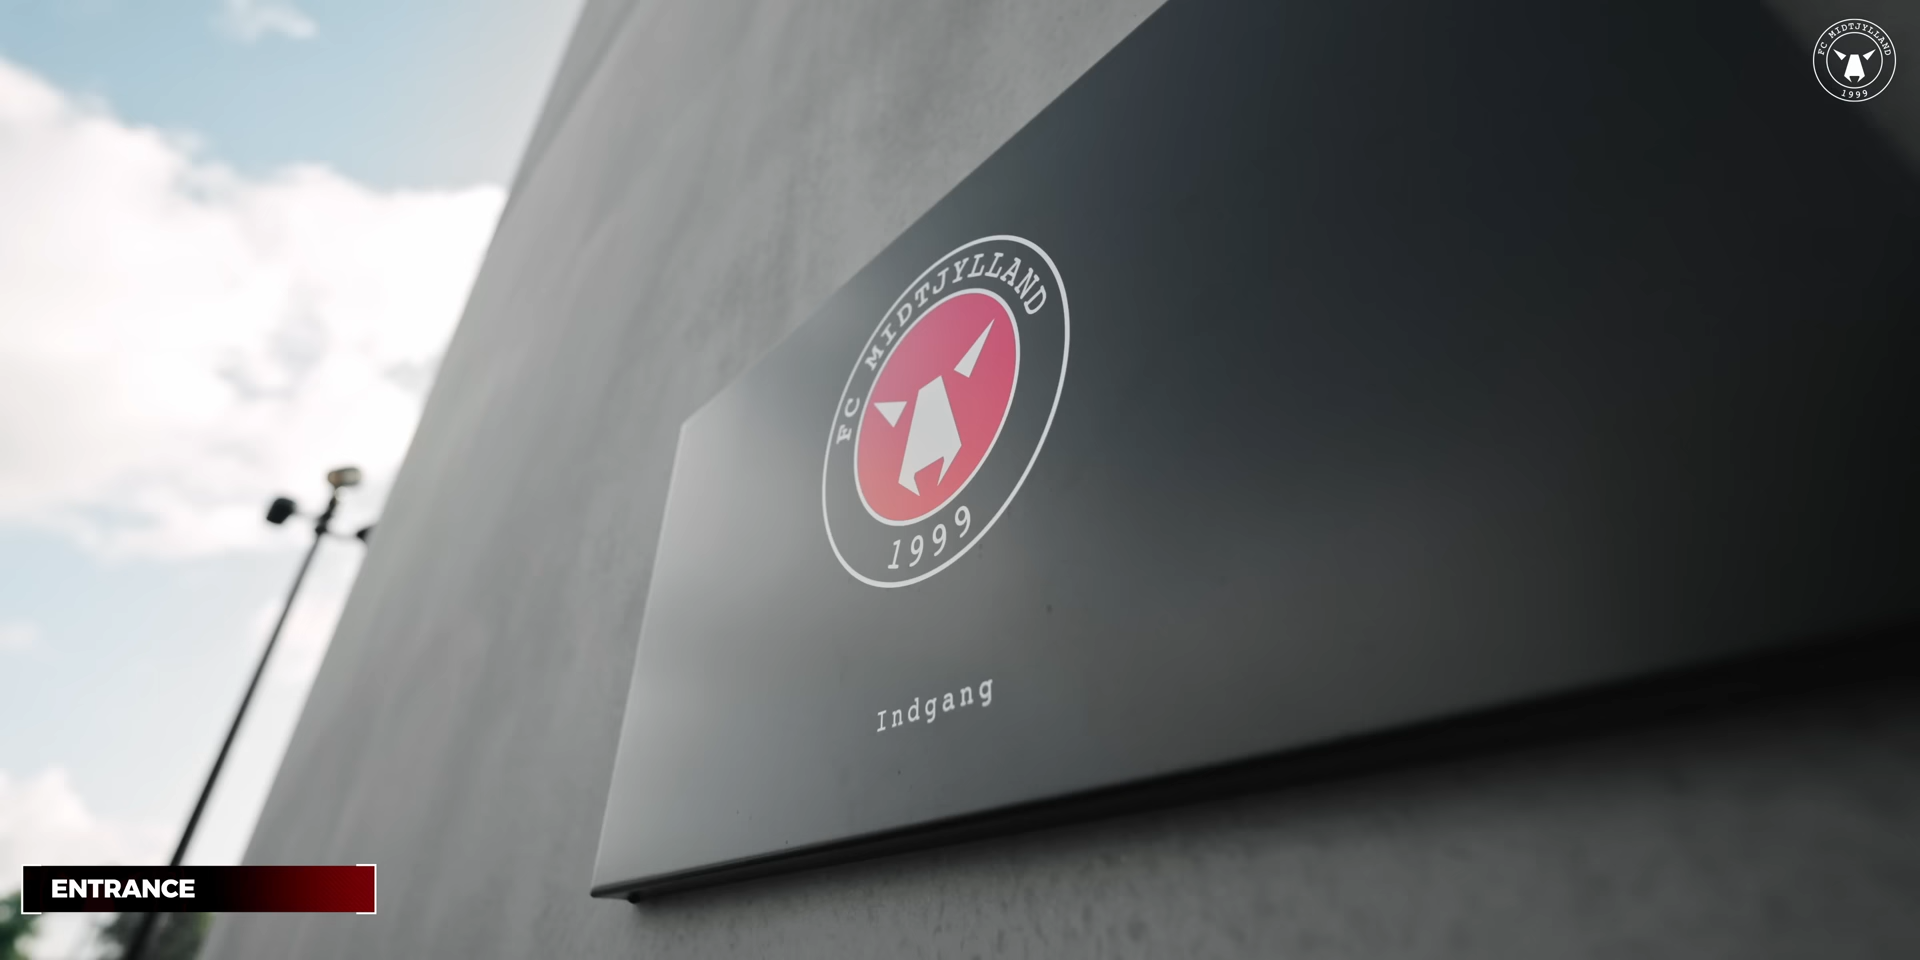 FC MIDTJYLLAND
1999
FC MIDTJYLLAND
1999
Indgang
ENTRANCE